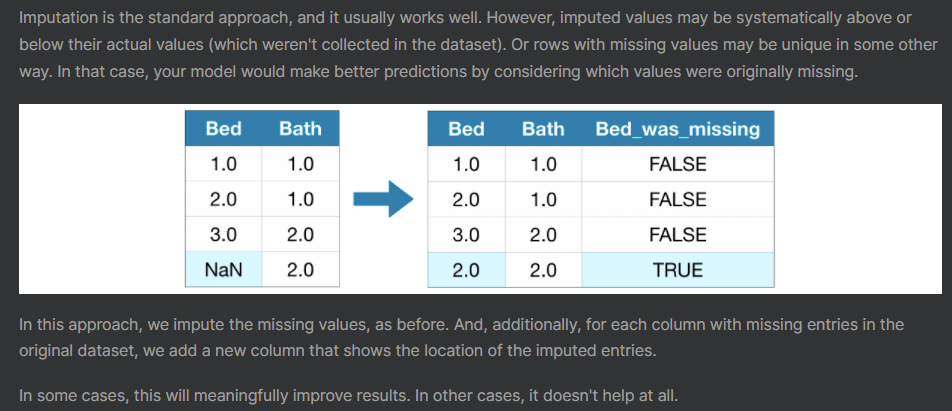 Imputation is the standard approach, and it usually works well. However, imputed values may be systematically above or
below their actual values (which weren't collected in the dataset). Or rows with missing values may be unique in some other
way. In that case, your model would make better predictions by considering which values were originally missing.
Bed Bath Bed Bath Bed_was_missing
1.0 1.0 1.0 1.0 FALSE
2.0 1.0 2.0 1.0 FALSE
3.0 2.0 3.0 2.0 FALSE
NaN 2.0 2.0 2.0 TRUE
In this approach, we impute the missing values, as before. And, additionally, for each column with missing entries in the
original dataset, we add a new column that shows the location of the imputed entries.
In some cases, this will meaningfully improve results. In other cases, it doesn't help at all.